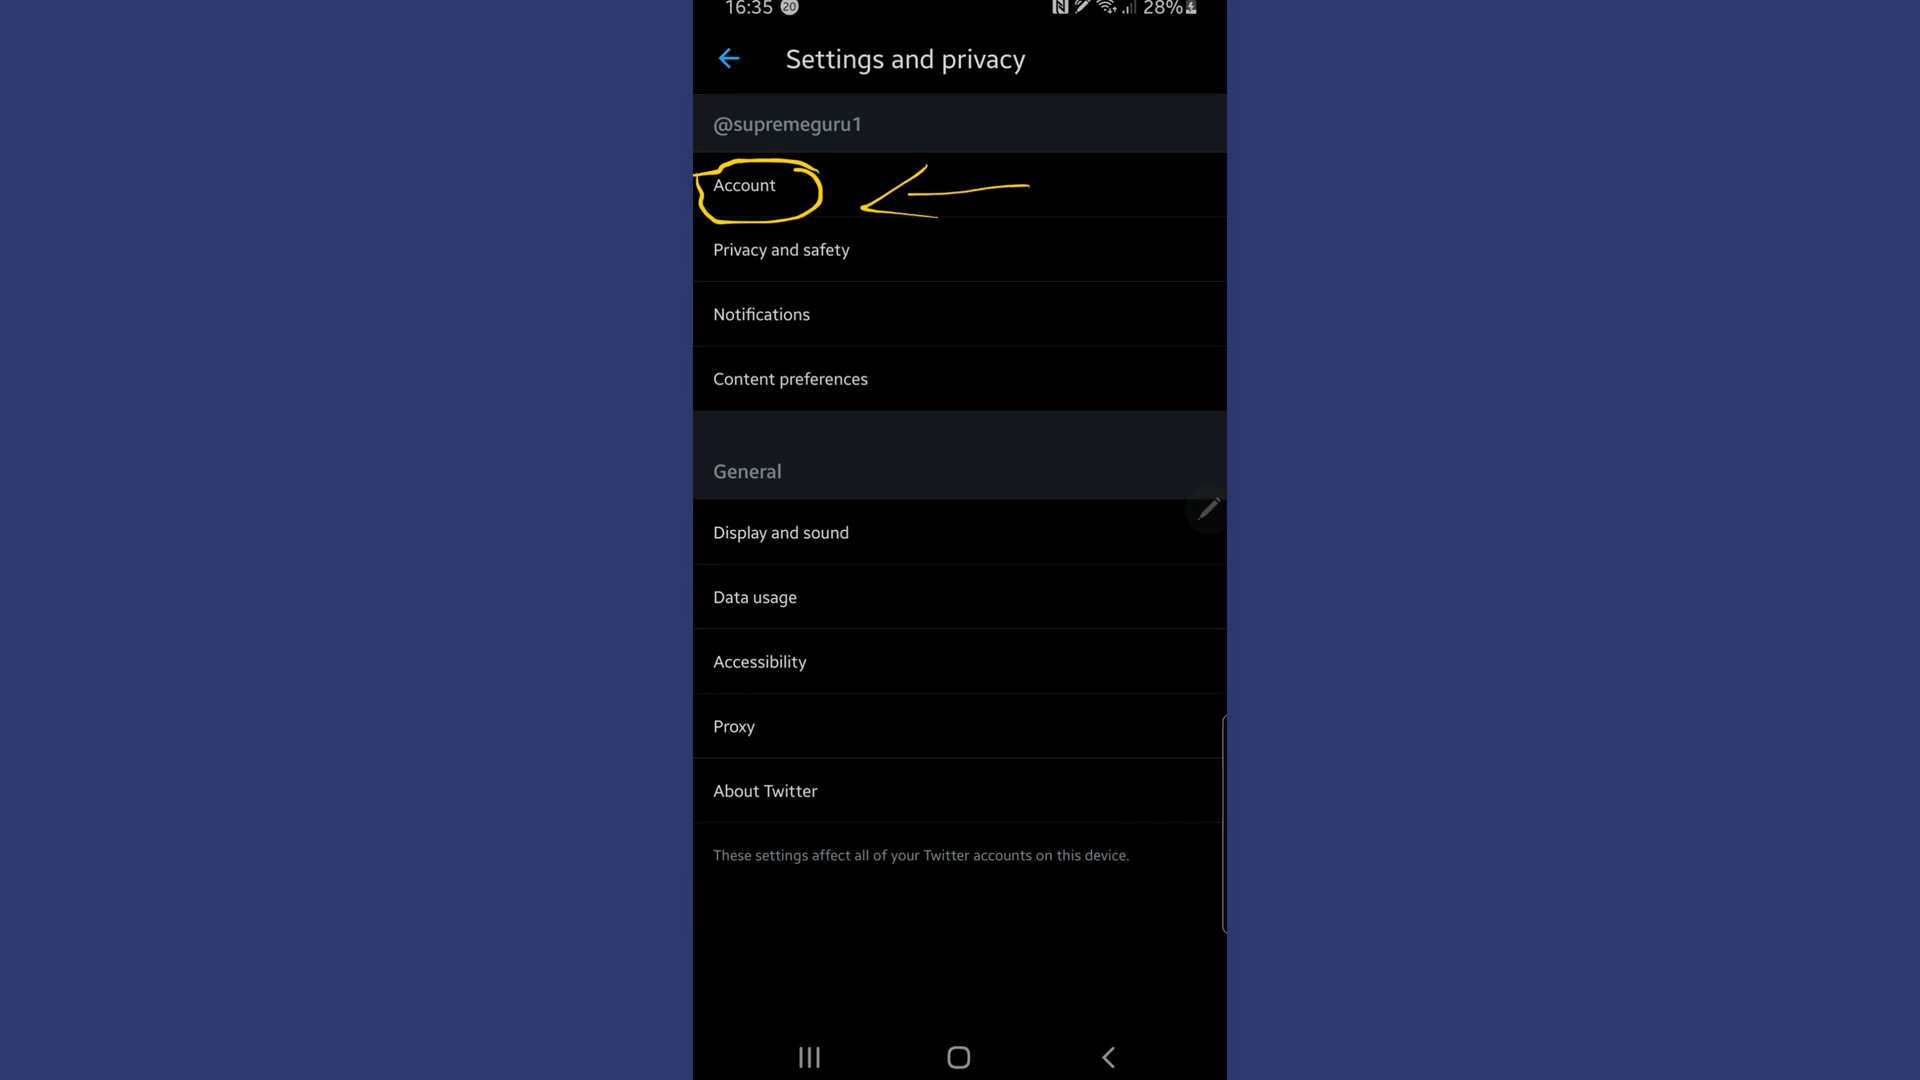 16:35 20 28%
Settings and privacy
@supremeguru1
Account
Privacy and safety
Notifications
Content preferences
General
Display and sound
Data usage
Accessibility
Proxy
About Twitter
These settings affect all of your Twitter accounts on this device.